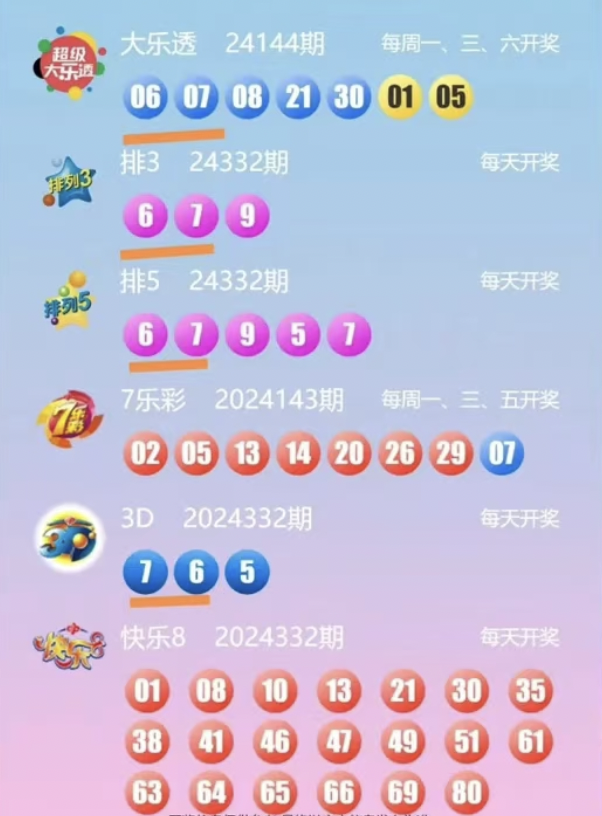 超级
大乐透
大乐透 24144期 每周一、三、六开奖
06 07 08 21 30 01 05
排列3
排3 24332期 每天开奖
6 7 9
排列5
排5 24332期 每天开奖
6 7 9 5 7
7乐彩
7乐彩 2024143期 每周一、三、五开奖
02 05 13 14 20 26 29 07
3D 2024332期 每天开奖
7 6 5
快乐8 2024332期 每天开奖
01 08 10 13 21 30 35
38 41 46 47 49 51 61
63 64 65 66 69 80